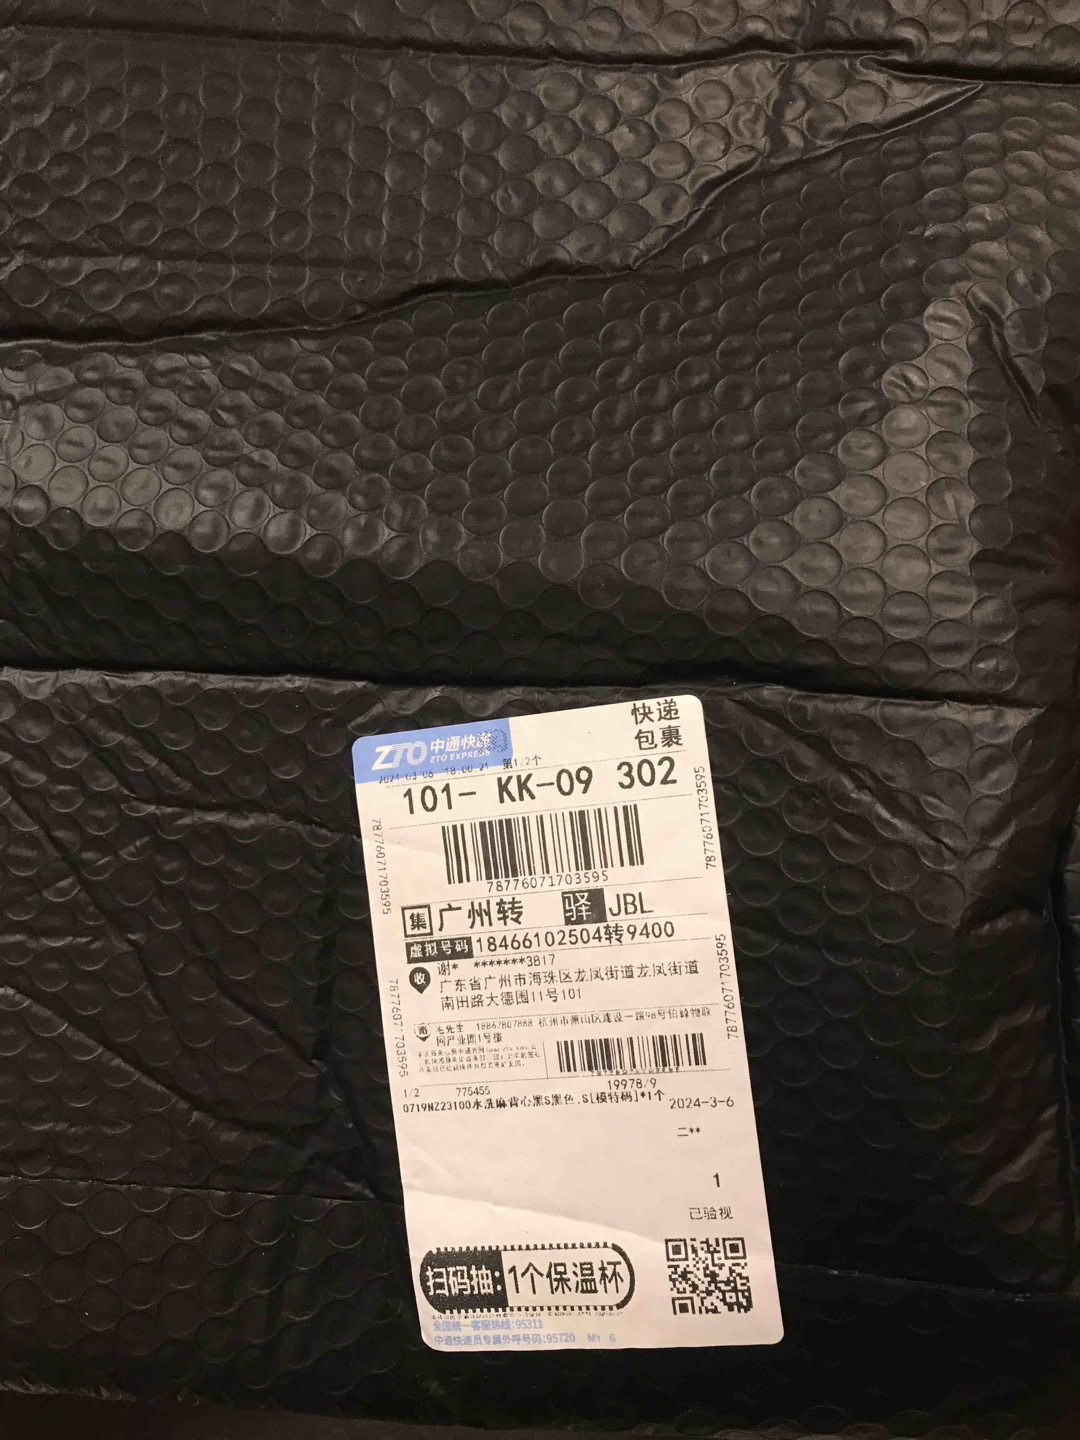 快递
包裹
ZTO 中通快递
ZTO EXPRESS
2024-03-06 18:00:21 第1/2个
101- KK-09 302
78776071703595
78776071703595
78776071703595
集 广州转 驿 JBL
虚拟号码 18466102504转9400
收 谢* *******3817
广东省广州市海珠区龙凤街道龙凤街道
南田路大德围11号101
78776071703595
78776071703595
寄 毛先生 18867807888 杭州市萧山区建设一路98号伯峰物联
网产业园1号楼
1/2 775455 19978/9
0719NZ23100水洗麻背心黑S黑色,S[模特码]*1个 2024-3-6
二**
1
已验视
扫码抽:1个保温杯
全国统一客服热线:95311
中通快递员专属外呼号码:95720 MY 6